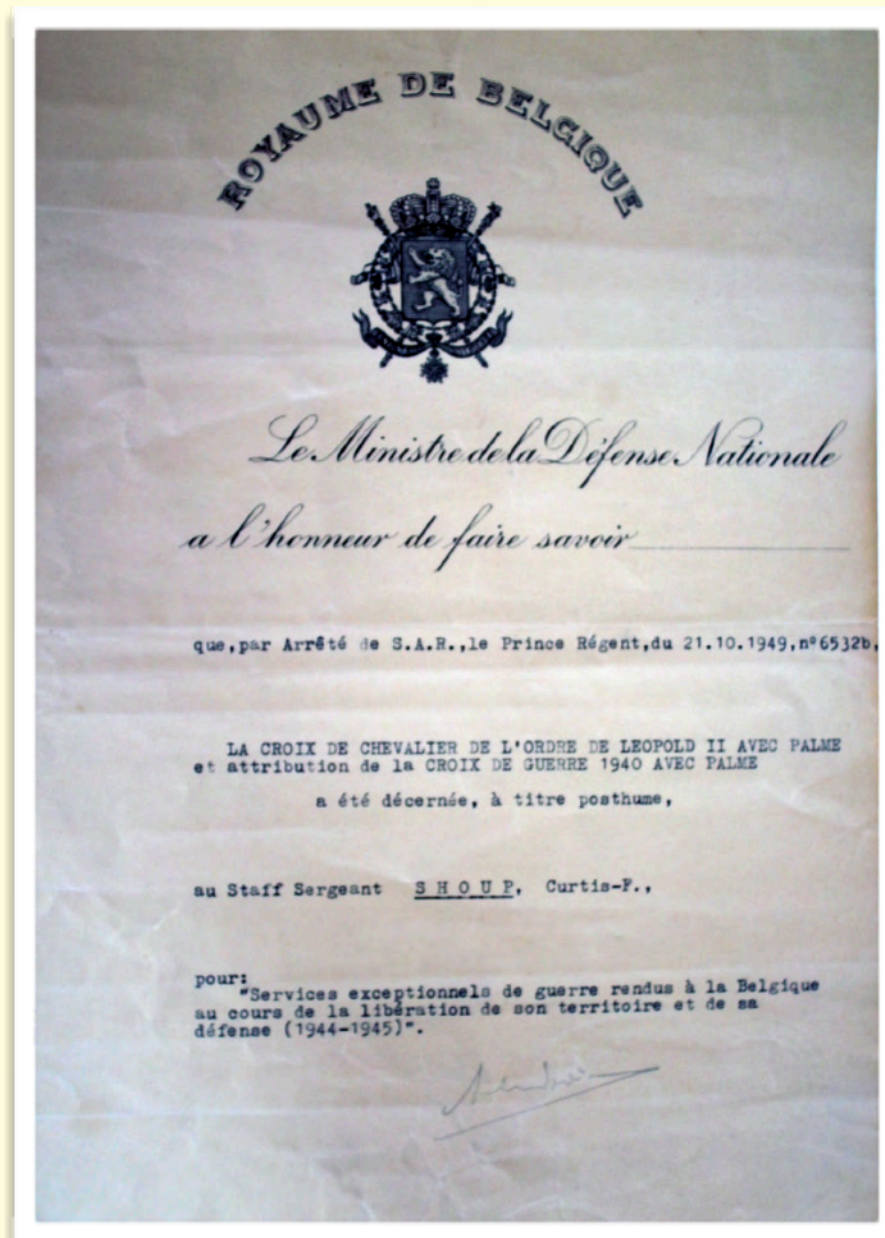 ROYAUME DE BELGIQUE
Le Ministre de la Défense Nationale
a l'honneur de faire savoir
que,par Arrêté de S.A.R.,le Prince Régent,du 21.10.1949,nº6532b,
LA CROIX DE CHEVALIER DE L'ORDRE DE LEOPOLD II AVEC PALME
et attribution de la CROIX DE GUERRE 1940 AVEC PALME
a été décernée, à titre posthume,
au Staff Sergeant SHOUP, Curtis-F.,
pour:
"Services exceptionnels de guerre rendus à la Belgique
au cours de la libération de son territoire et de sa
défense (1944-1945)".